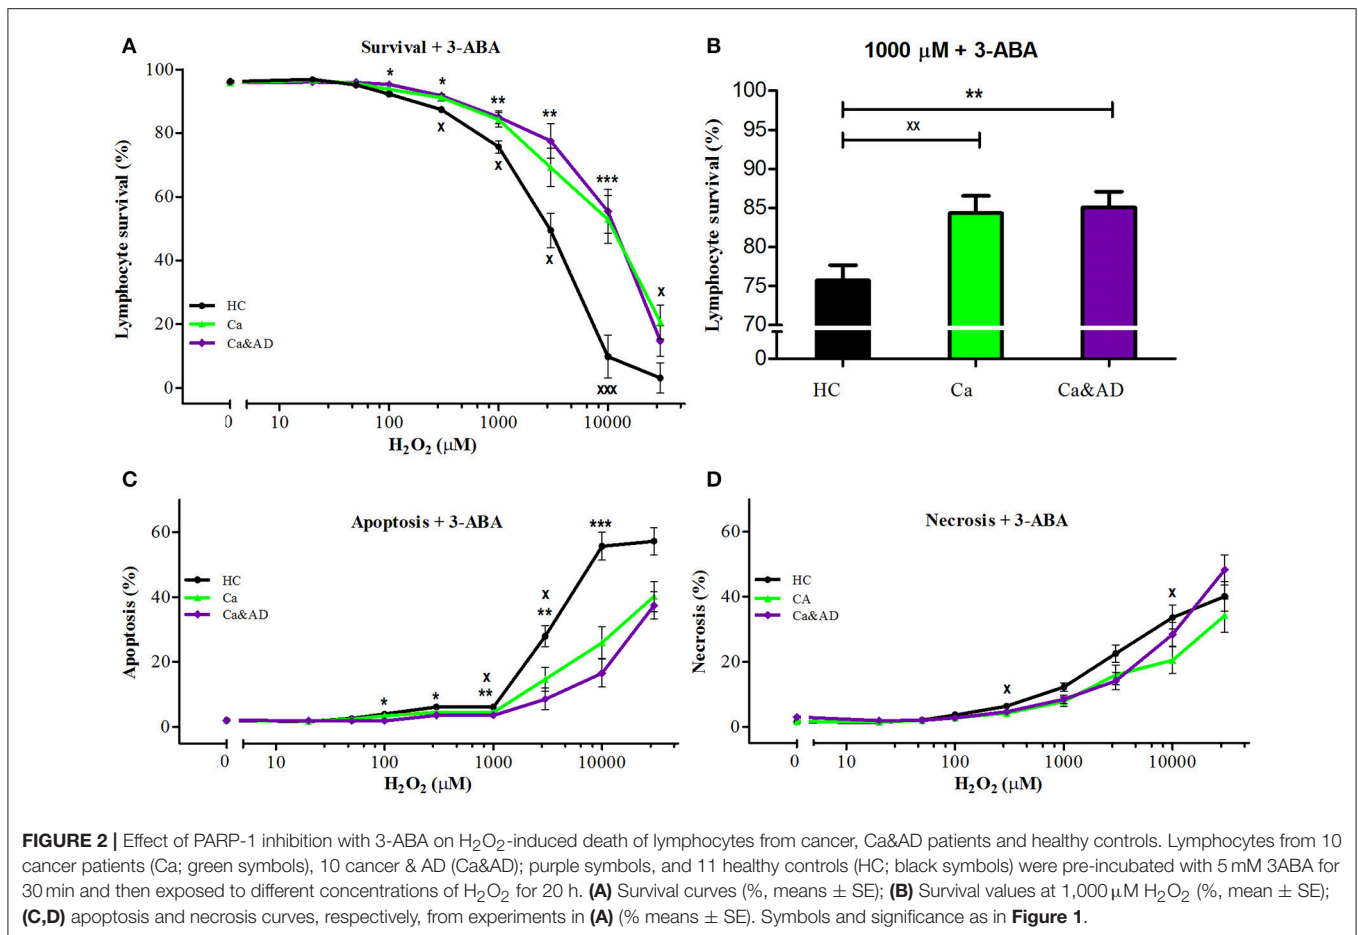 A
Survival + 3-ABA
* * ** ** ***
x x x xxx x
100
80
60
40
20
0
Lymphocyte survival (%)
HC
Ca
Ca&AD
0 10 100 1000 10000
H₂O₂ (μM)
B
1000 μM + 3-ABA
**
xx
100
95
90
85
80
75
70
0
Lymphocyte survival (%)
HC Ca Ca&AD
C
Apoptosis + 3-ABA
* * x ** x ** ***
60
40
20
0
Apoptosis (%)
HC
Ca
Ca&AD
0 10 100 1000 10000
H₂O₂ (μM)
D
Necrosis + 3-ABA
x x
60
40
20
0
Necrosis (%)
HC
CA
Ca&AD
0 10 100 1000 10000
H₂O₂ (μM)
FIGURE 2 | Effect of PARP-1 inhibition with 3-ABA on H₂O₂-induced death of lymphocytes from cancer, Ca&AD patients and healthy controls. Lymphocytes from 10
cancer patients (Ca; green symbols), 10 cancer & AD (Ca&AD); purple symbols, and 11 healthy controls (HC; black symbols) were pre-incubated with 5 mM 3ABA for
30 min and then exposed to different concentrations of H₂O₂ for 20 h. (A) Survival curves (%, means ± SE); (B) Survival values at 1,000 μM H₂O₂ (%, mean ± SE);
(C,D) apoptosis and necrosis curves, respectively, from experiments in (A) (% means ± SE). Symbols and significance as in Figure 1.